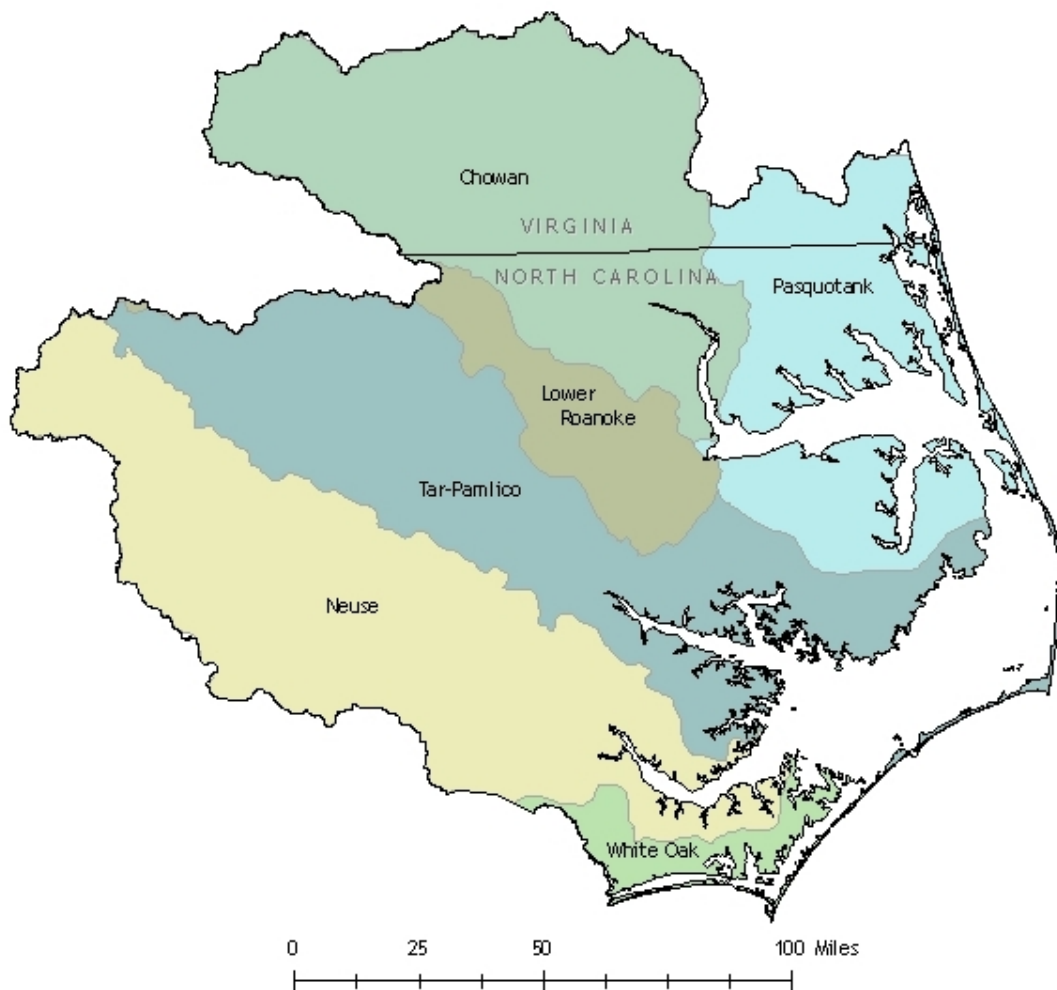 Chowan
VIRGINIA
NORTH CAROLINA
Pasquotank
Lower
Roanoke
Tar-Pamlico
Neuse
White Oak
0 25 50 100 Miles